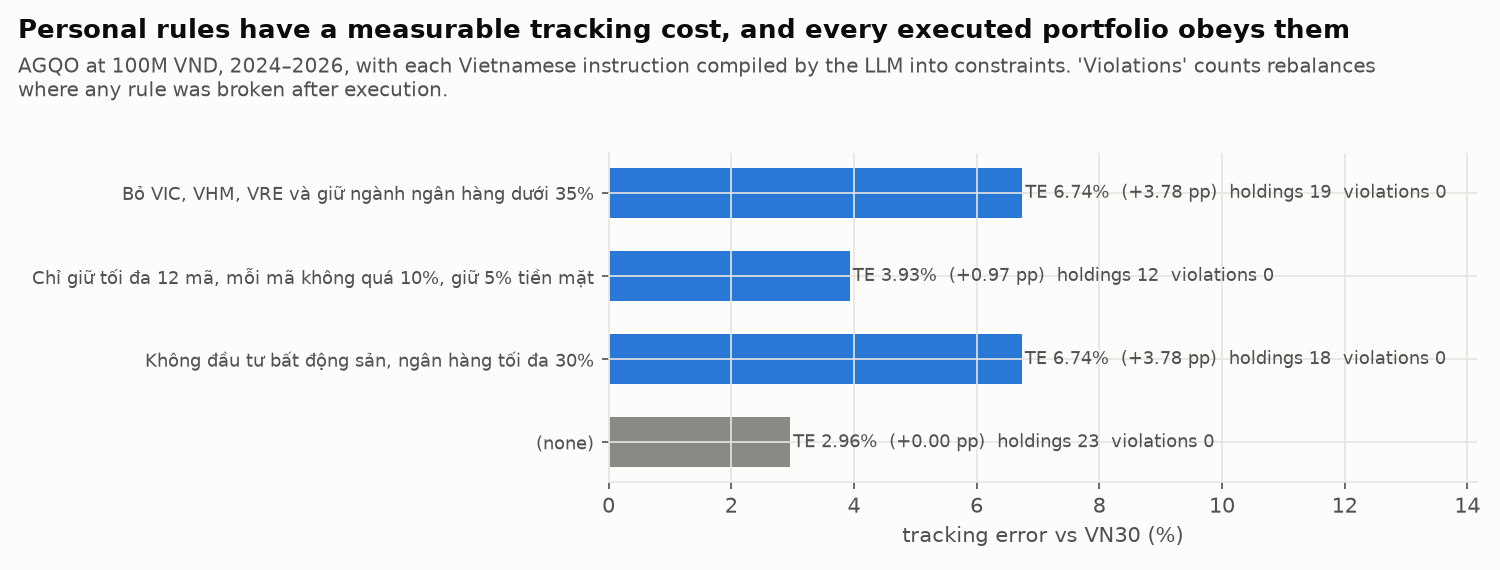 Personal rules have a measurable tracking cost, and every executed portfolio obeys them
AGQO at 100M VND, 2024–2026, with each Vietnamese instruction compiled by the LLM into constraints. 'Violations' counts rebalances
where any rule was broken after execution.
Bỏ VIC, VHM, VRE và giữ ngành ngân hàng dưới 35% TE 6.74% (+3.78 pp) holdings 19 violations 0
Chỉ giữ tối đa 12 mã, mỗi mã không quá 10%, giữ 5% tiền mặt TE 3.93% (+0.97 pp) holdings 12 violations 0
Không đầu tư bất động sản, ngân hàng tối đa 30% TE 6.74% (+3.78 pp) holdings 18 violations 0
(none) TE 2.96% (+0.00 pp) holdings 23 violations 0
0 2 4 6 8 10 12 14
tracking error vs VN30 (%)